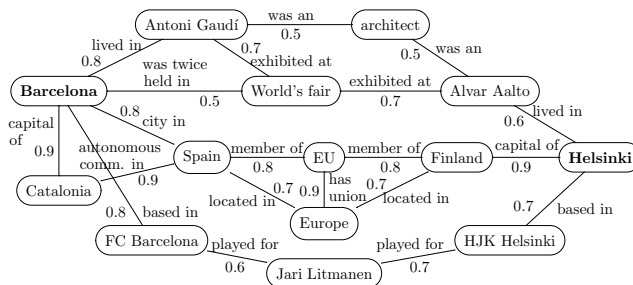 was an
Antoni Gaudí
architect
0.5
lived in
0.8
0.7
exhibited at
0.5
was an
was twice
held in
Barcelona
0.5
World's fair
exhibited at
0.7
Alvar Aalto
0.8
city in
0.6
lived in
capital
of
0.9
autonomous
comm. in
0.9
Spain
member of
0.8
EU
member of
0.8
Finland
capital of
0.9
Helsinki
Catalonia
0.7
located in
0.9
has
union
0.7
located in
Europe
0.8
based in
0.7
based in
FC Barcelona
played for
0.6
Jari Litmanen
played for
0.7
HJK Helsinki